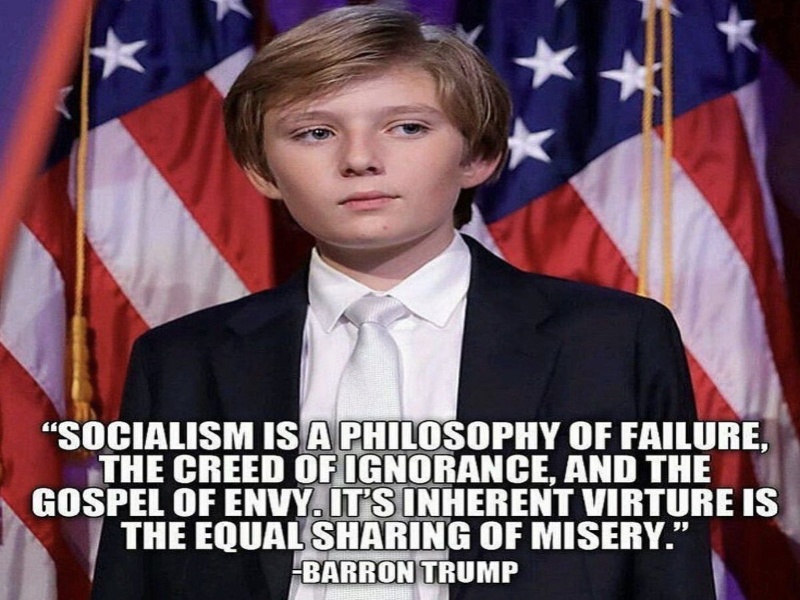 “SOCIALISM IS A PHILOSOPHY OF FAILURE,
THE CREED OF IGNORANCE, AND THE
GOSPEL OF ENVY. IT’S INHERENT VIRTURE IS
THE EQUAL SHARING OF MISERY.”
-BARRON TRUMP